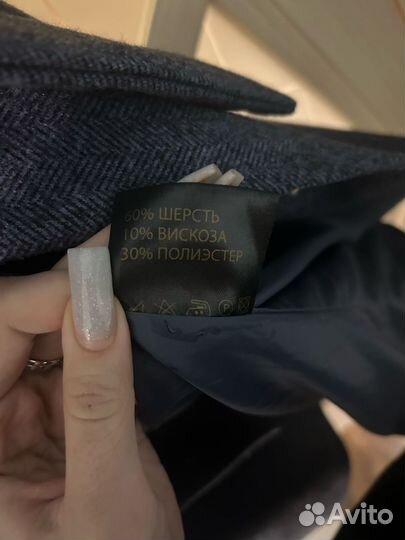 60% ШЕРСТЬ
10% ВИСКОЗА
30% ПОЛИЭСТЕР
P
Avito